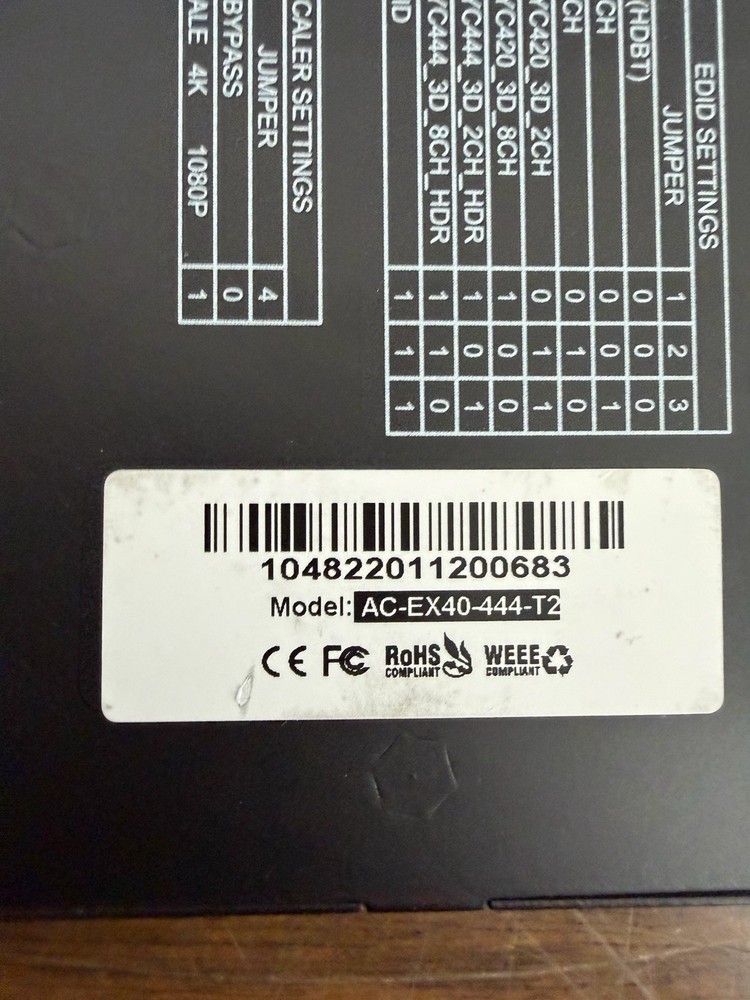 EDID SETTINGS
JUMPER 1 2 3
(HDBT) 0 0 0
CH 0 0 1
CH 0 1 0
YC420_3D_2CH 0 1 1
YC420_3D_8CH 1 0 0
YC444_3D_2CH_HDR 1 0 1
YC444_3D_8CH_HDR 1 1 0
ID 1 1 1
CALER SETTINGS
JUMPER 4
BYPASS 0
ALE 4K 1080P 1
104822011200683
Model: AC-EX40-444-T2
CE FC RoHS COMPLIANT WEEE COMPLIANT